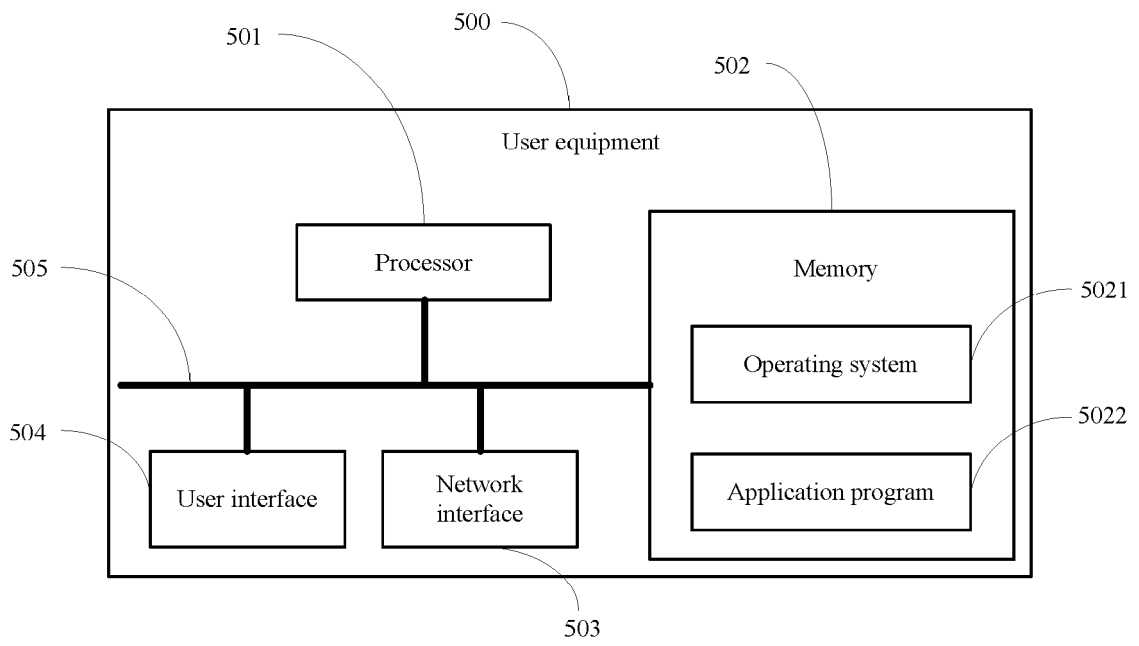 500
501
502
User equipment
Processor
Memory
505
5021
Operating system
5022
504
User interface
Network
interface
Application program
503